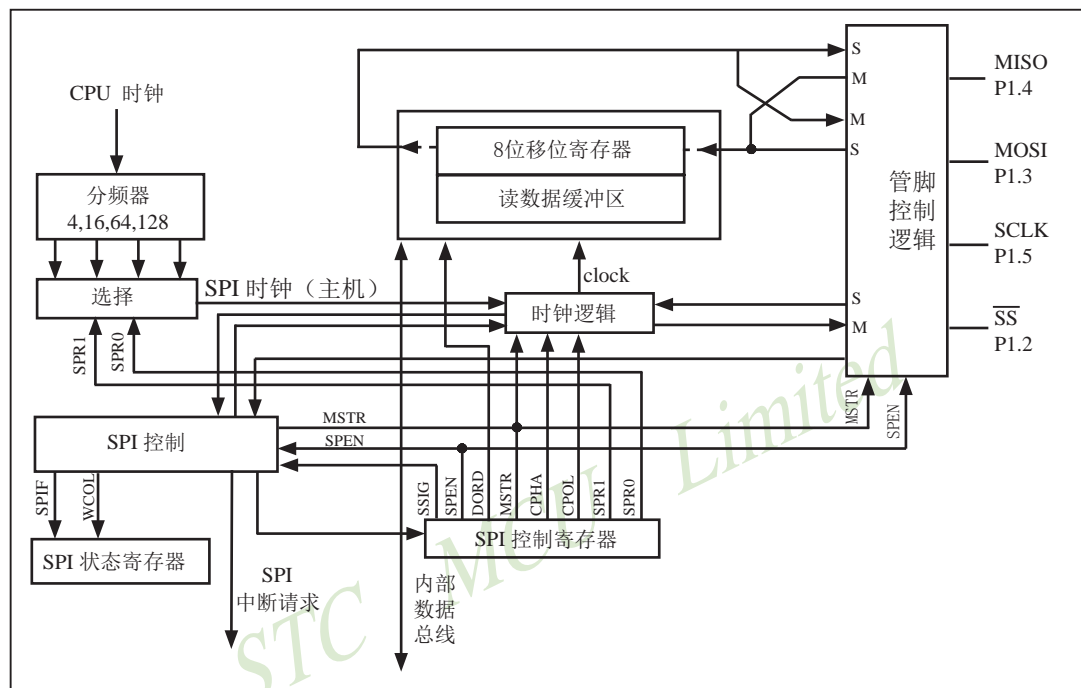 CPU 时钟
分频器
4,16,64,128
选择
SPI 时钟（主机）
SPR1
SPR0
8位移位寄存器
读数据缓冲区
clock
时钟逻辑
S
M
M
S
S
M
管脚
控制
逻辑
MISO
P1.4
MOSI
P1.3
SCLK
P1.5
SS
P1.2
MSTR
SPEN
SPI 控制
MSTR
SPEN
SPIF
WCOL
SSIG
SPEN
DORD
MSTR
CPHA
CPOL
SPR1
SPR0
SPI 控制寄存器
SPI 状态寄存器
SPI
中断请求
内部
数据
总线
STC MCU Limited